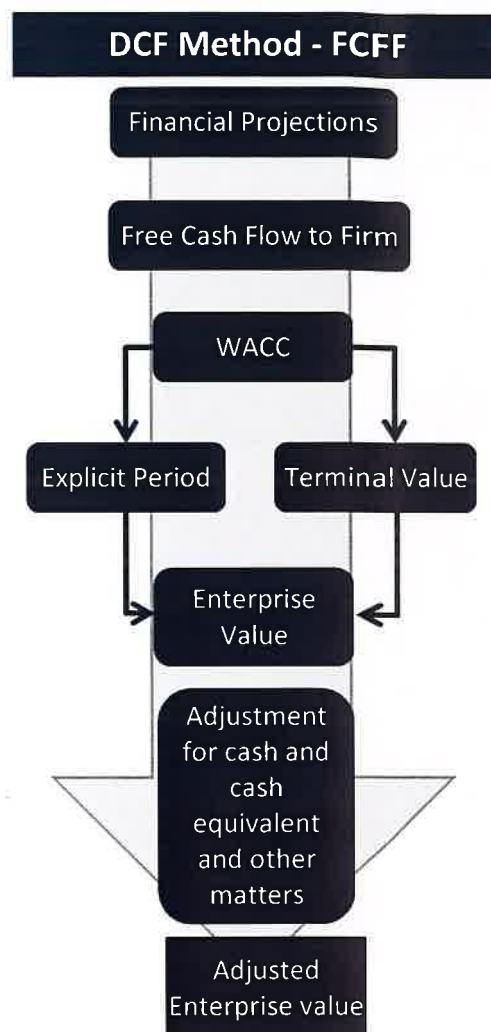 DCF Method - FCFF
Financial Projections
Free Cash Flow to Firm
WACC
Explicit Period
Terminal Value
Enterprise
Value
Adjustment
for cash and
cash
equivalent
and other
matters
Adjusted
Enterprise value